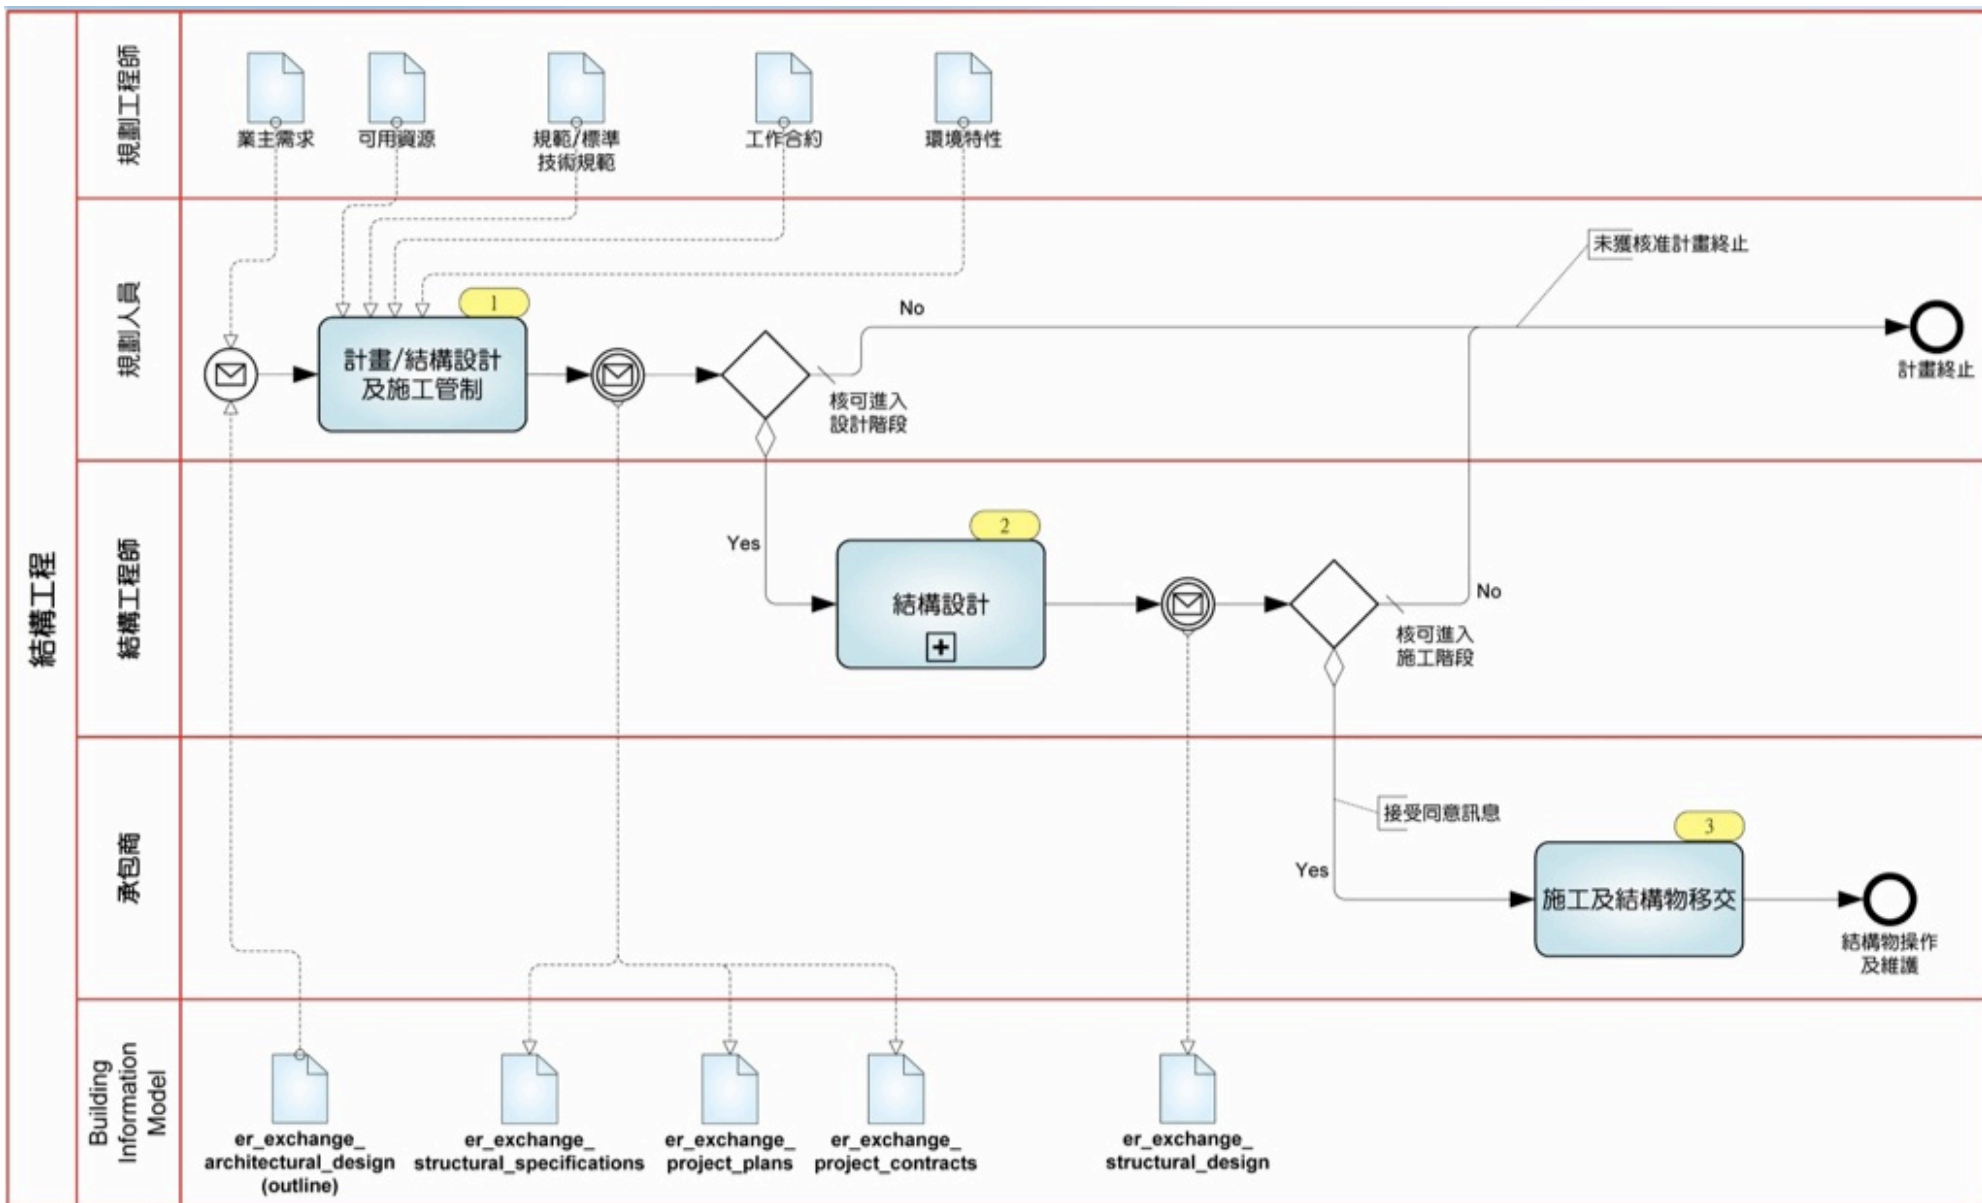 結構工程
規劃工程師
業主需求
可用資源
規範/標準
技術規範
工作合約
環境特性
規劃人員
未獲核准計畫終止
1
No
計畫/結構設計
及施工管制
計畫終止
核可進入
設計階段
結構工程師
Yes
2
結構設計
No
核可進入
施工階段
承包商
接受同意訊息
3
Yes
施工及結構物移交
結構物操作
及維護
Building
Information
Model
er_exchange_
architectural_design
(outline)
er_exchange_
structural_specifications
er_exchange_
project_plans
er_exchange_
project_contracts
er_exchange_
structural_design